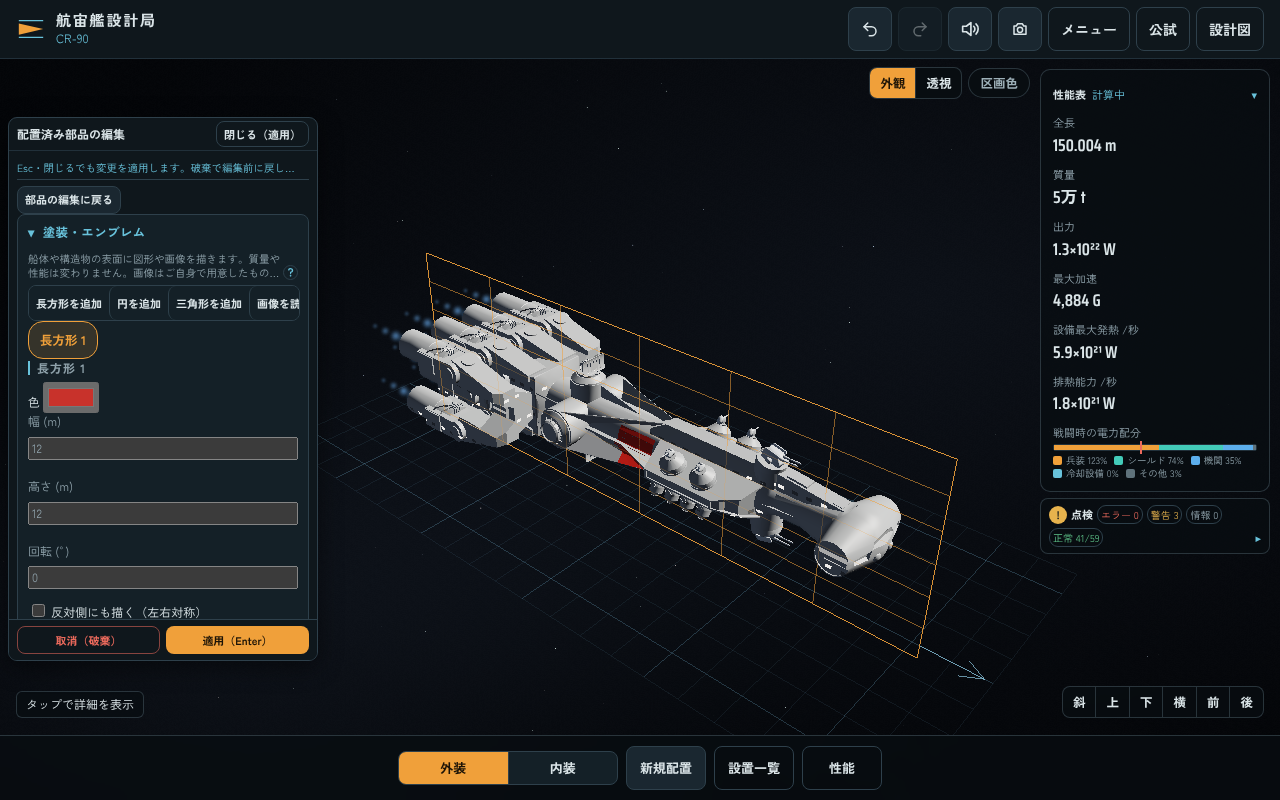 航宙艦設計局
CR-90
メニュー
公試
設計図
外観
透視
区画色
配置済み部品の編集
閉じる（適用）
Esc・閉じるでも変更を適用します。破棄で編集前に戻し…
部品の編集に戻る
▼ 塗装・エンブレム
船体や構造物の表面に図形や画像を描きます。質量や
性能は変わりません。画像はご自身で用意したもの… ?
長方形を追加
円を追加
三角形を追加
画像を読
長方形 1
長方形 1
色
幅 (m)
12
高さ (m)
12
回転 (°)
0
反対側にも描く（左右対称）
取消（破棄）
適用（Enter）
タップで詳細を表示
性能表 計算中 ▼
全長
150.004 m
質量
5万 t
出力
1.3×10²² W
最大加速
4,884 G
設備最大発熱 /秒
5.9×10²¹ W
排熱能力 /秒
1.8×10²¹ W
戦闘時の電力配分
兵装 123% シールド 74% 機関 35%
冷却設備 0% その他 3%
! 点検 エラー 0 警告 3 情報 0
正常 41/59 ►
斜
上
下
横
前
後
外装
内装
新規配置
設置一覧
性能